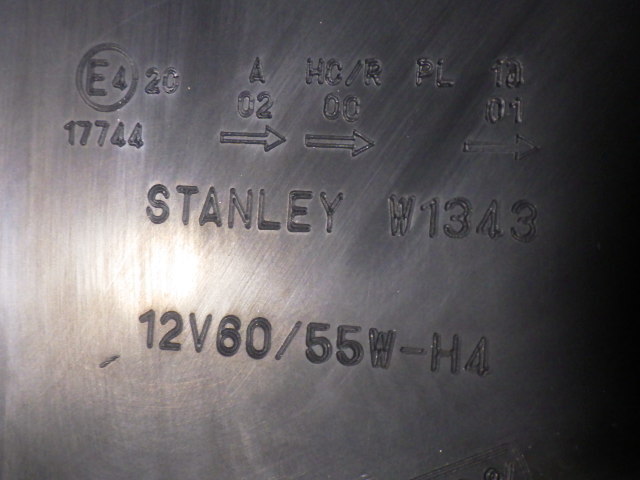 E4 20 A HC/R PL 1a
02 00 01
17744
STANLEY W1343
12V60/55W-H4